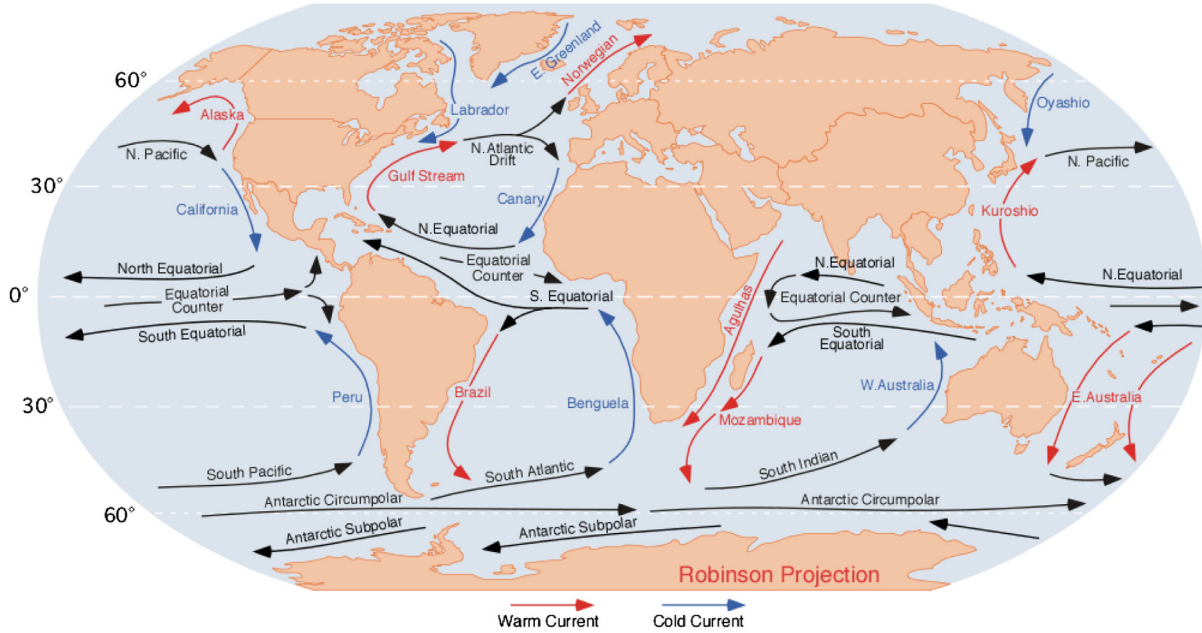 E. Greenland
Norwegian
60°
Alaska
Labrador
Oyashio
N. Pacific
N.Atlantic
Drift
N. Pacific
30°
Gulf Stream
California
Canary
Kuroshio
N.Equatorial
North Equatorial
Equatorial
Counter
N.Equatorial
N.Equatorial
0°
Equatorial
Counter
S. Equatorial
Equatorial Counter
South Equatorial
Agulhas
South
Equatorial
Peru
Brazil
Benguela
W.Australia
30°
E.Australia
Mozambique
South Pacific
South Atlantic
South Indian
60°
Antarctic Circumpolar
Antarctic Circumpolar
Antarctic Subpolar
Antarctic Subpolar
Robinson Projection
Warm Current
Cold Current